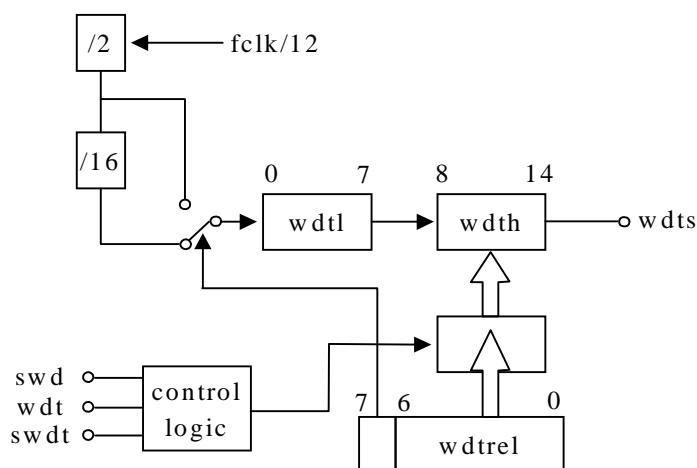 /2
fclk/12
/16
0 7 8 14
wdtl
wdth
wdts
swd
wdt
swdt
control
logic
7 6 0
wdtrel